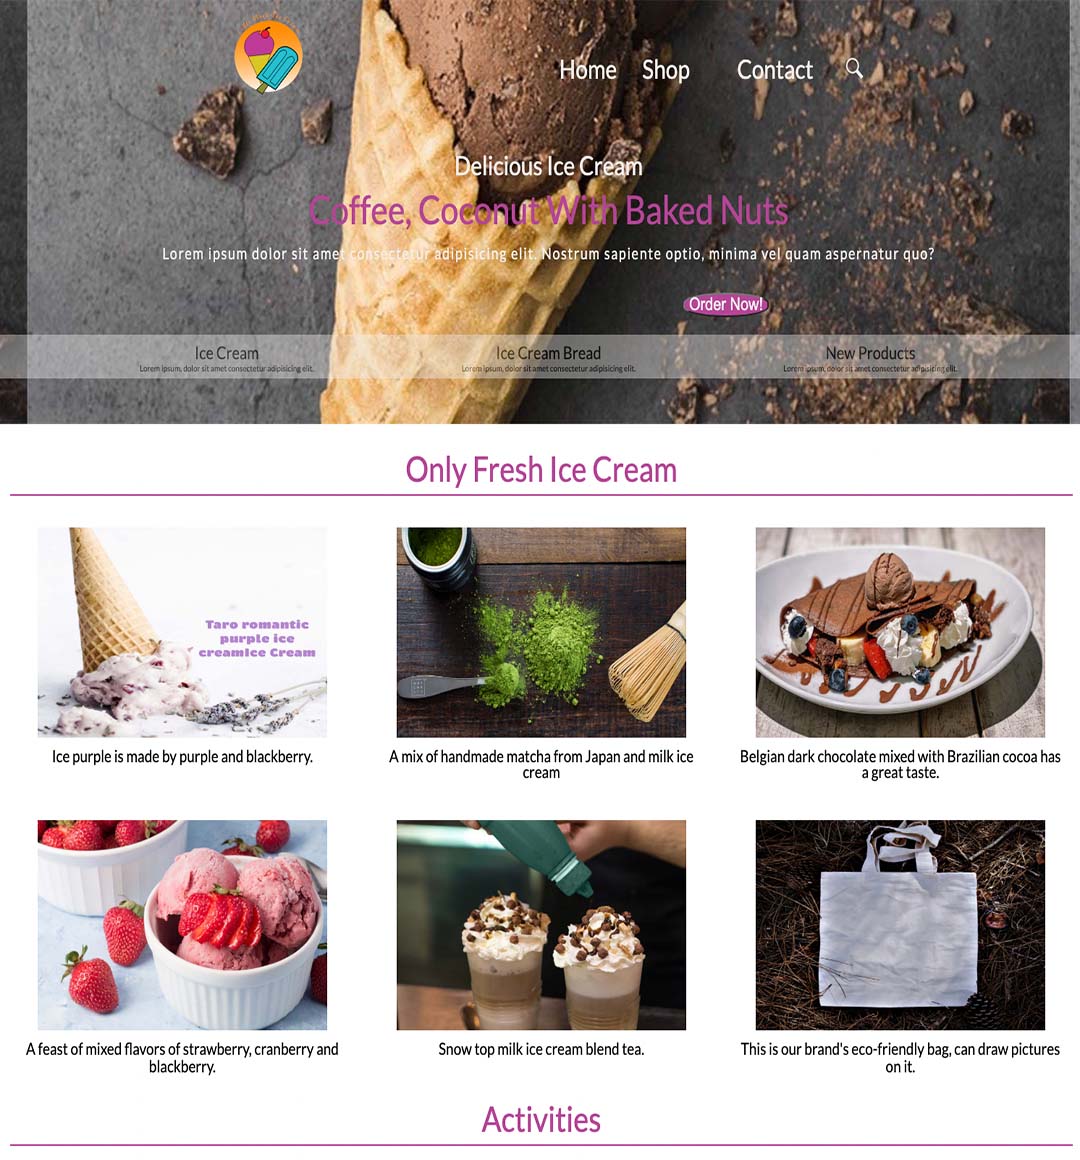 Home Shop Contact
Delicious Ice Cream
Coffee, Coconut With Baked Nuts
Lorem ipsum dolor sit amet consectetur adipisicing elit. Nostrum sapiente optio, minima vel quam aspernatur quo?
Order Now!
Ice Cream
Lorem ipsum, dolor sit amet consectetur adipisicing elit.
Ice Cream Bread
Lorem ipsum, dolor sit amet consectetur adipisicing elit.
New Products
Lorem ipsum, dolor sit amet consectetur adipisicing elit.
Only Fresh Ice Cream
Taro romantic
purple ice
creamIce Cream
Ice purple is made by purple and blackberry.
A mix of handmade matcha from Japan and milk ice
cream
Belgian dark chocolate mixed with Brazilian cocoa has
a great taste.
A feast of mixed flavors of strawberry, cranberry and
blackberry.
Snow top milk ice cream blend tea.
This is our brand's eco-friendly bag, can draw pictures
on it.
Activities